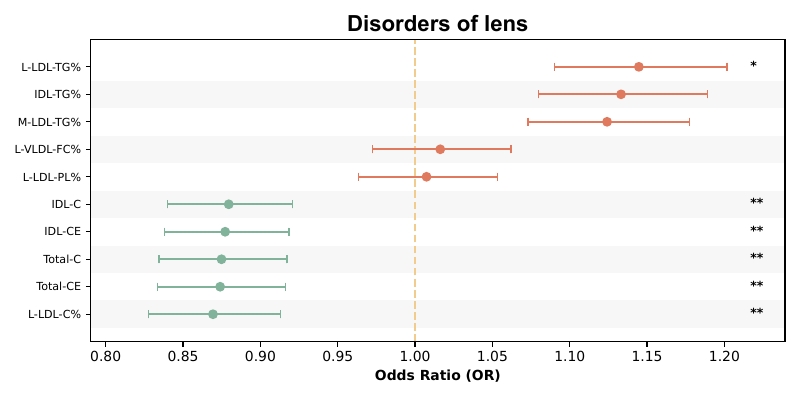 Disorders of lens
L-LDL-TG% *
IDL-TG%
M-LDL-TG%
L-VLDL-FC%
L-LDL-PL%
IDL-C **
IDL-CE **
Total-C **
Total-CE **
L-LDL-C% **
0.80 0.85 0.90 0.95 1.00 1.05 1.10 1.15 1.20
Odds Ratio (OR)